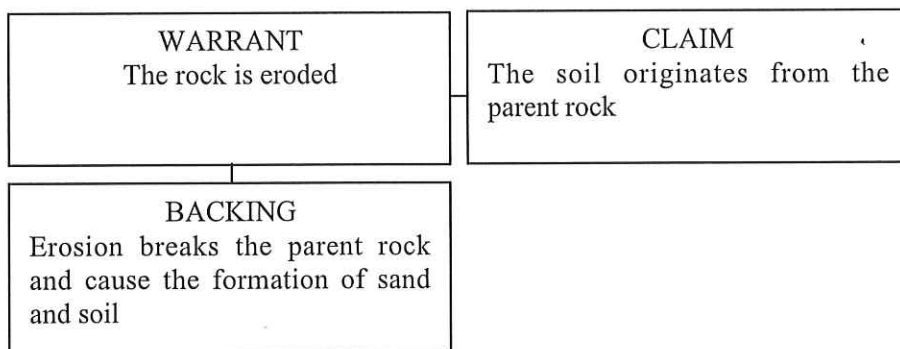 WARRANT
The rock is eroded
CLAIM
The soil originates from the
parent rock
BACKING
Erosion breaks the parent rock
and cause the formation of sand
and soil